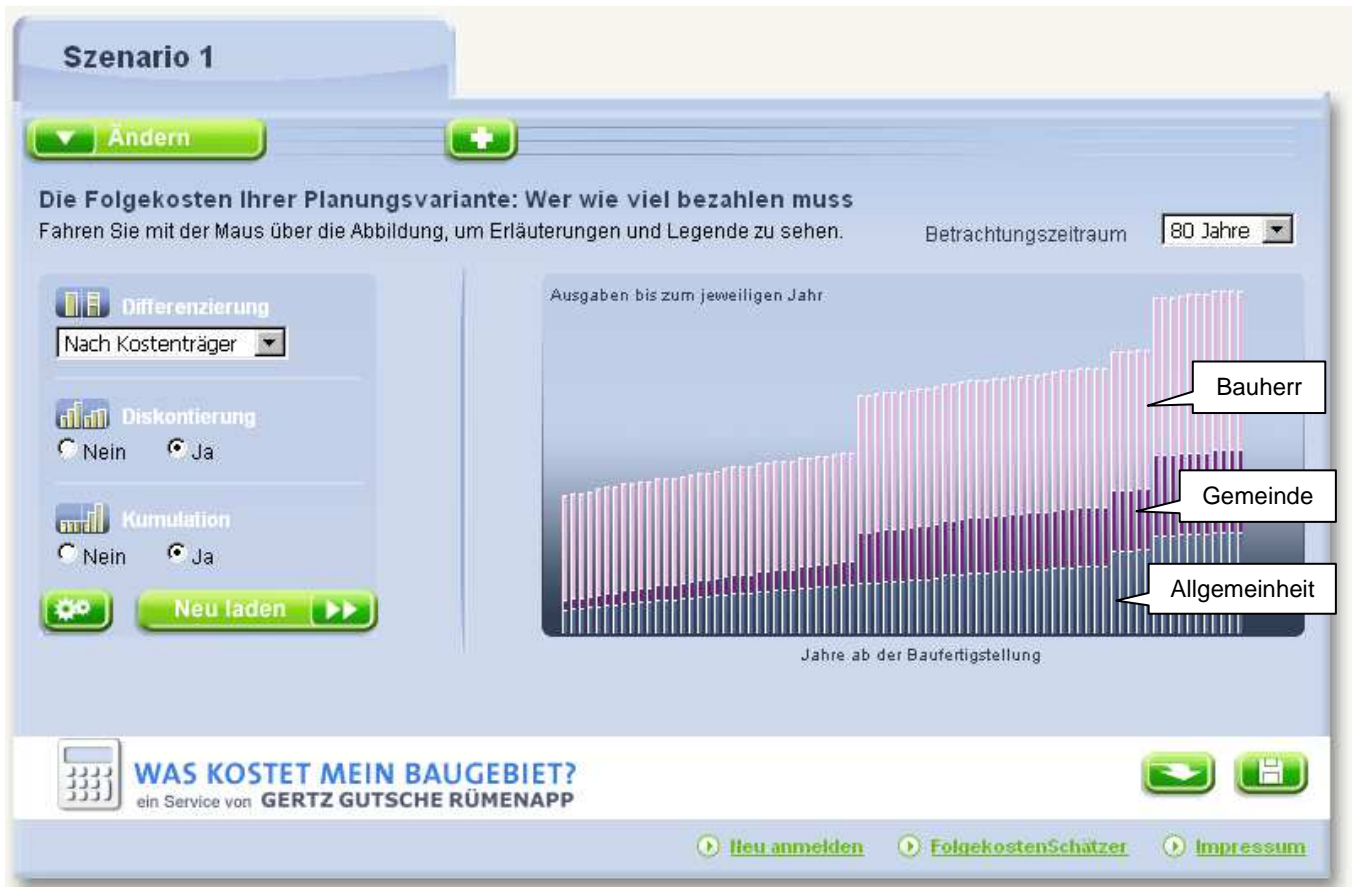 Szenario 1
Ändern
Die Folgekosten Ihrer Planungsvariante: Wer wie viel bezahlen muss
Fahren Sie mit der Maus über die Abbildung, um Erläuterungen und Legende zu sehen.
Betrachtungszeitraum
80 Jahre
Differenzierung
Nach Kostenträger
Diskontierung
Nein Ja
Kumulation
Nein Ja
Neu laden
Ausgaben bis zum jeweiligen Jahr
Bauherr
Gemeinde
Allgemeinheit
Jahre ab der Baufertigstellung
WAS KOSTET MEIN BAUGEBIET?
ein Service von GERTZ GUTSCHE RÜMENAPP
Neu anmelden
FolgekostenSchätzer
Impressum